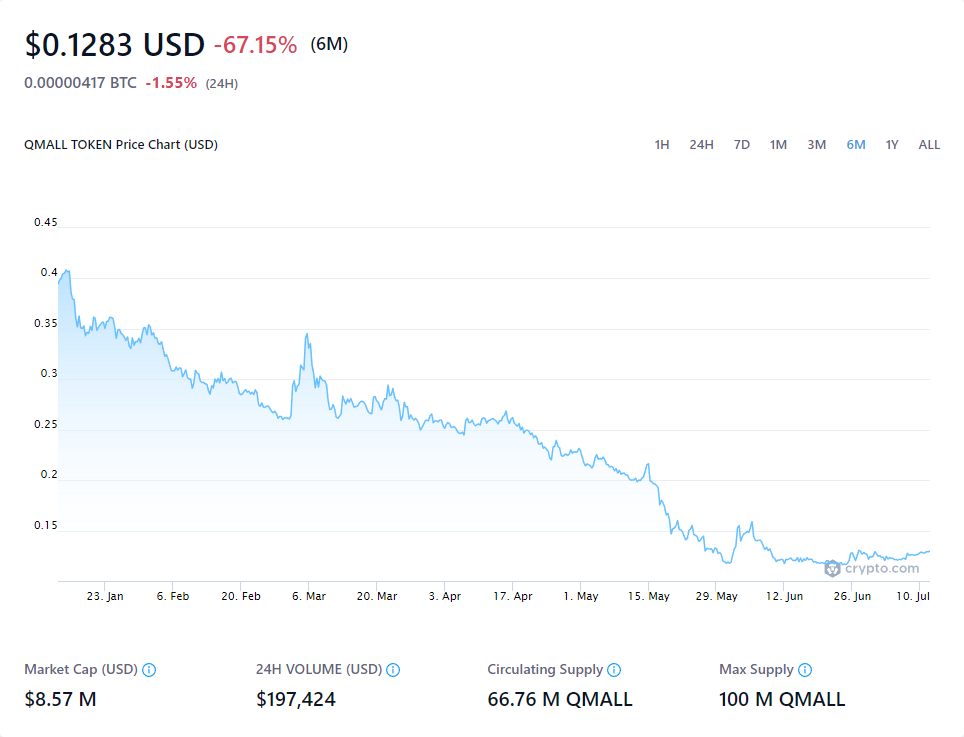 $0.1283 USD -67.15% (6M)
0.00000417 BTC -1.55% (24H)
QMALL TOKEN Price Chart (USD) 1H 24H 7D 1M 3M 6M 1Y ALL
0.45
0.4
0.35
0.3
0.25
0.2
0.15
crypto.com
23. Jan 6. Feb 20. Feb 6. Mar 20. Mar 3. Apr 17. Apr 1. May 15. May 29. May 12. Jun 26. Jun 10. Jul
Market Cap (USD) 24H VOLUME (USD) Circulating Supply Max Supply
$8.57 M $197,424 66.76 M QMALL 100 M QMALL